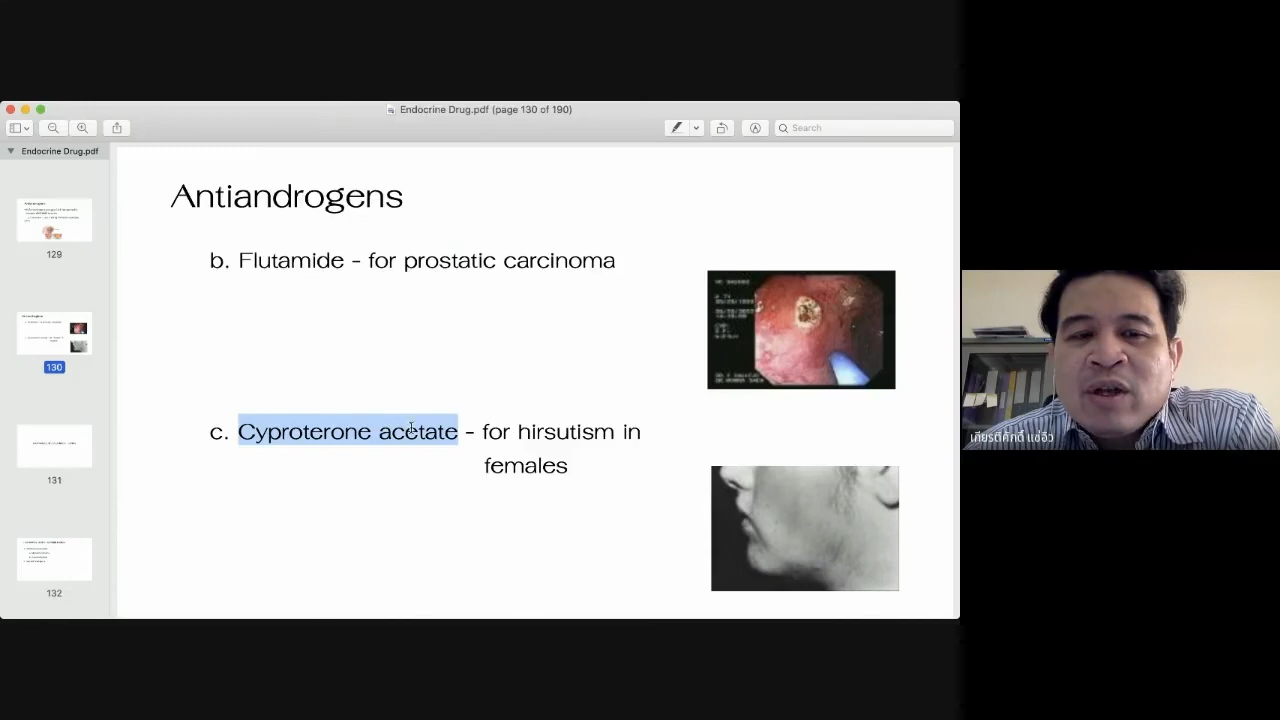 Endocrine Drug.pdf (page 130 of 190)
Search
Endocrine Drug.pdf
129
130
131
132
Antiandrogens
b. Flutamide - for prostatic carcinoma
c. Cyproterone acetate - for hirsutism in
females
เกียรติศักดิ์ แซ่อิ๋ว